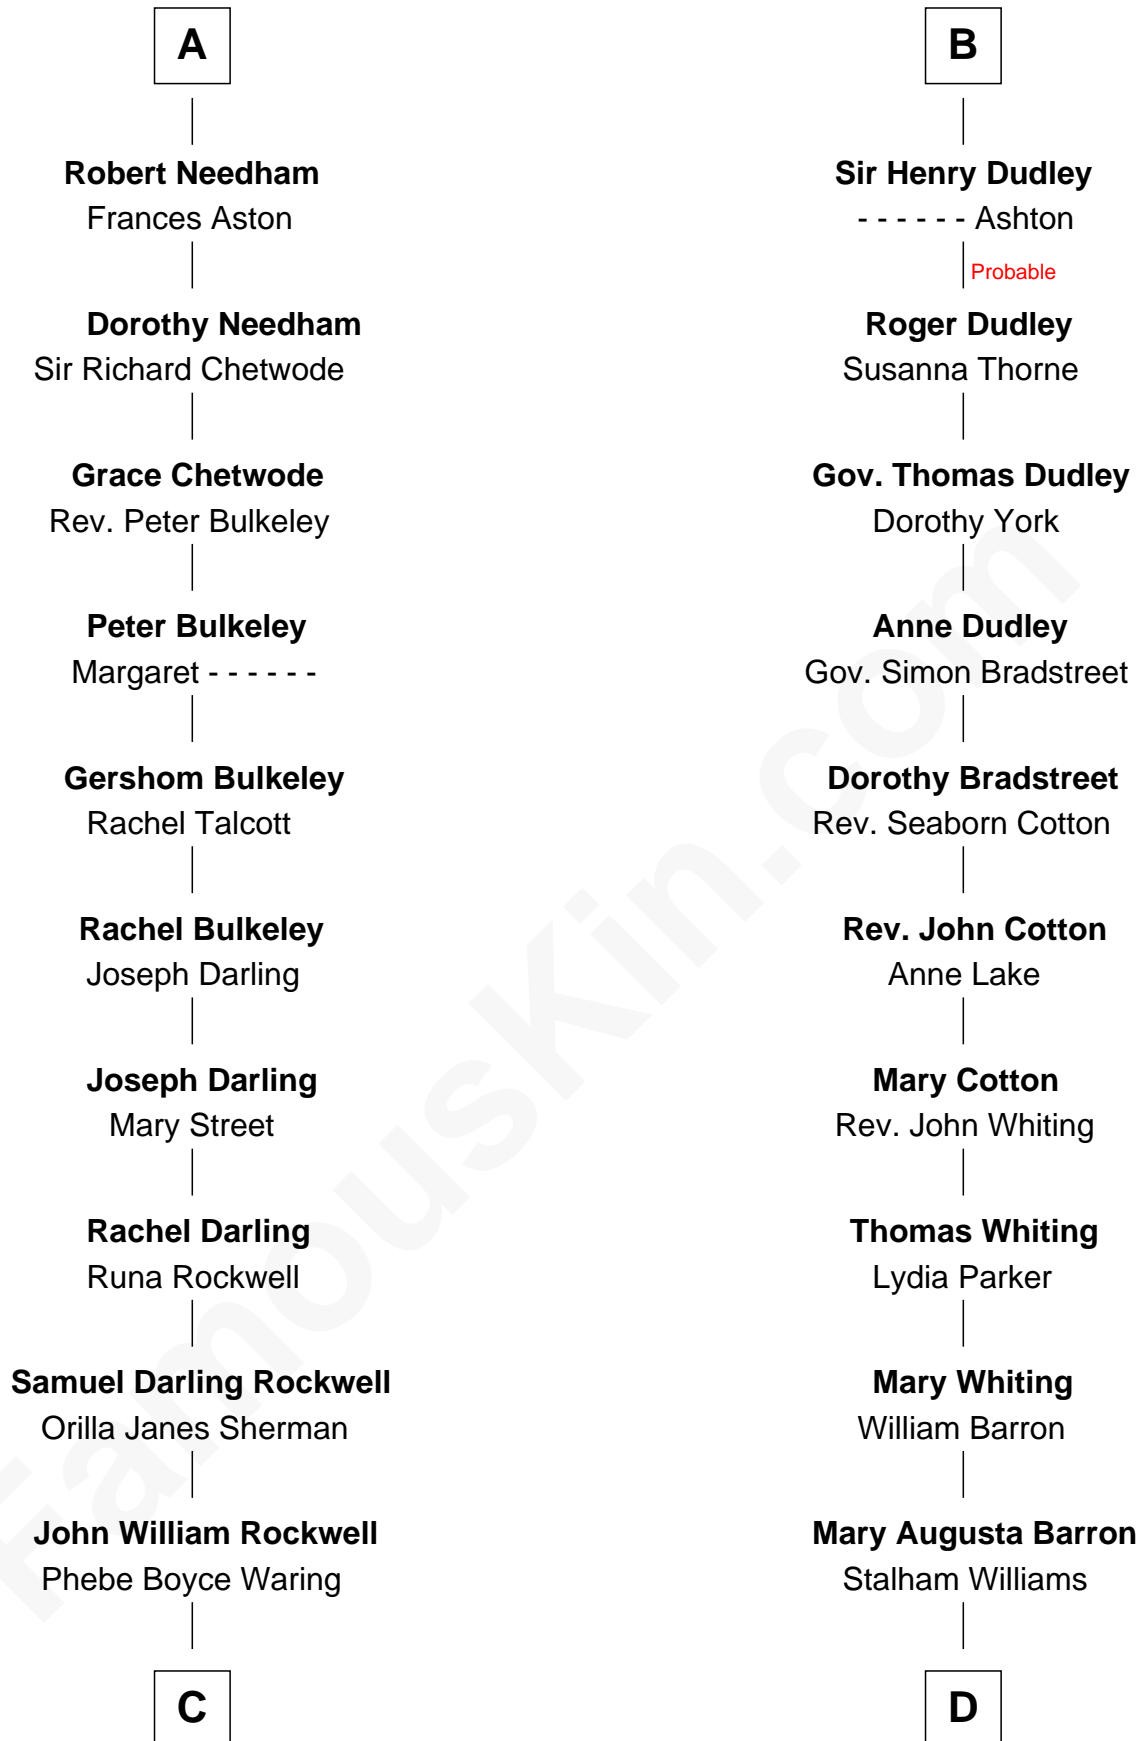 A
Robert Needham
Frances Aston
Dorothy Needham
Sir Richard Chetwode
Grace Chetwode
Rev. Peter Bulkeley
Peter Bulkeley
Margaret - - - - - -
Gershom Bulkeley
Rachel Talcott
Rachel Bulkeley
Joseph Darling
Joseph Darling
Mary Street
Rachel Darling
Runa Rockwell
Samuel Darling Rockwell
Orilla Janes Sherman
John William Rockwell
Phebe Boyce Waring
C
B
Sir Henry Dudley
- - - - - - Ashton
Probable
Roger Dudley
Susanna Thorne
Gov. Thomas Dudley
Dorothy York
Anne Dudley
Gov. Simon Bradstreet
Dorothy Bradstreet
Rev. Seaborn Cotton
Rev. John Cotton
Anne Lake
Mary Cotton
Rev. John Whiting
Thomas Whiting
Lydia Parker
Mary Whiting
William Barron
Mary Augusta Barron
Stalham Williams
D
FamousKin.com